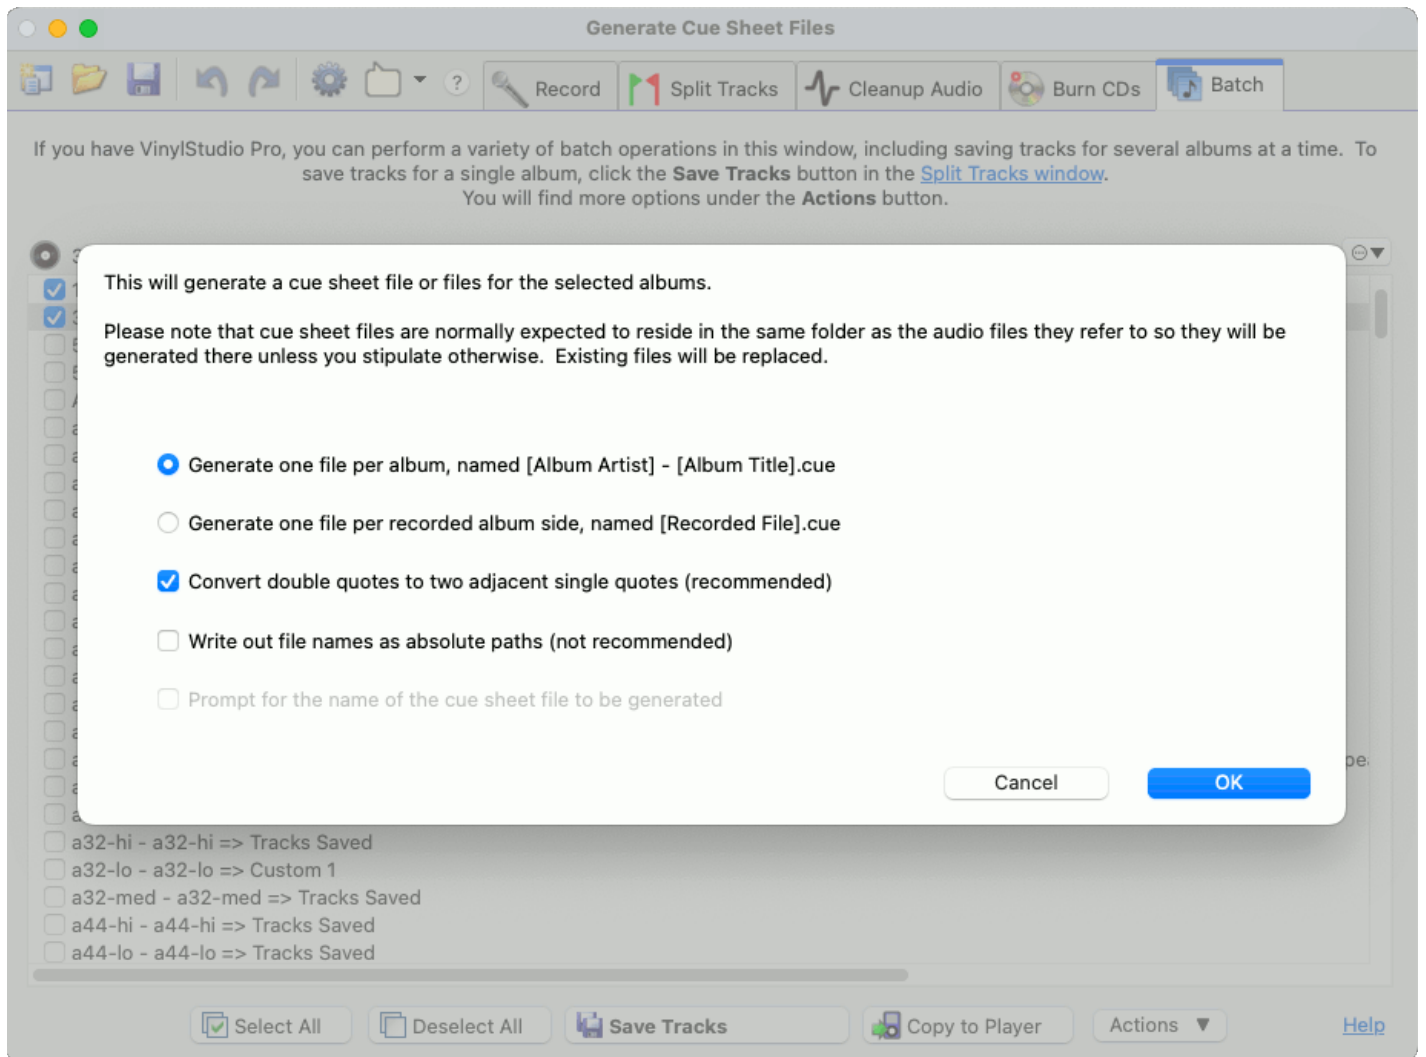 Generate Cue Sheet Files
? Record Split Tracks Cleanup Audio Burn CDs Batch
If you have VinylStudio Pro, you can perform a variety of batch operations in this window, including saving tracks for several albums at a time. To
save tracks for a single album, click the Save Tracks button in the Split Tracks window.
You will find more options under the Actions button.
This will generate a cue sheet file or files for the selected albums.
Please note that cue sheet files are normally expected to reside in the same folder as the audio files they refer to so they will be
generated there unless you stipulate otherwise. Existing files will be replaced.
Generate one file per album, named [Album Artist] - [Album Title].cue
Generate one file per recorded album side, named [Recorded File].cue
Convert double quotes to two adjacent single quotes (recommended)
Write out file names as absolute paths (not recommended)
Prompt for the name of the cue sheet file to be generated
Cancel OK
a32-hi - a32-hi => Tracks Saved
a32-lo - a32-lo => Custom 1
a32-med - a32-med => Tracks Saved
a44-hi - a44-hi => Tracks Saved
a44-lo - a44-lo => Tracks Saved
Select All Deselect All Save Tracks Copy to Player Actions ▼ Help